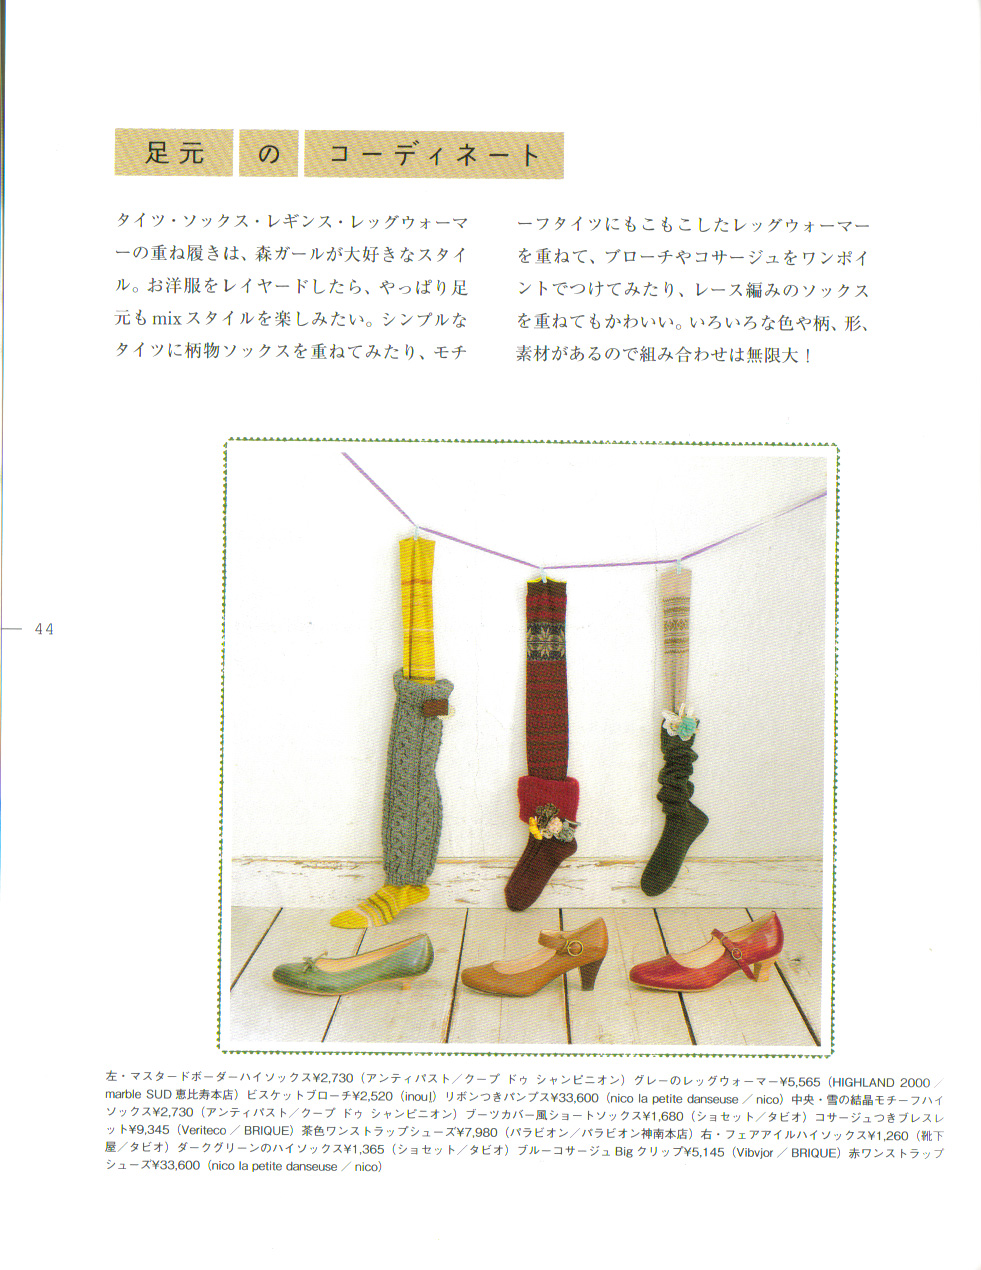 足元 の コーディネート
タイツ・ソックス・レギンス・レッグウォーマ
ーの重ね履きは、森ガールが大好きなスタイ
ル。お洋服をレイヤードしたら、やっぱり足
元もmixスタイルを楽しみたい。シンプルな
タイツに柄物ソックスを重ねてみたり、モチ
ーフタイツにもこもこしたレッグウォーマー
を重ねて、ブローチやコサージュをワンポイ
ントでつけてみたり、レース編みのソックス
を重ねてもかわいい。いろいろな色や柄、形、
素材があるので組み合わせは無限大！
44
左・マスタードボーダーハイソックス¥2,730（アンティパスト／クープ ドゥ シャンピニオン）グレーのレッグウォーマー¥5,565（HIGHLAND 2000／
marble SUD 恵比寿本店）ビスケットブローチ¥2,520（inouI）リボンつきパンプス¥33,600（nico la petite danseuse／nico）中央・雪の結晶モチーフハイ
ソックス¥2,730（アンティパスト／クープ ドゥ シャンピニオン）ブーツカバー風ショートソックス¥1,680（ショセット／タビオ）コサージュつきブレスレ
ット¥9,345（Veriteco／BRIQUE）茶色ワンストラップシューズ¥7,980（パラビオン／パラビオン神南本店）右・フェアアイルハイソックス¥1,260（靴下
屋／タビオ）ダークグリーンのハイソックス¥1,365（ショセット／タビオ）ブルーコサージュBigクリップ¥5,145（Vibvjor／BRIQUE）赤ワンストラップ
シューズ¥33,600（nico la petite danseuse／nico）